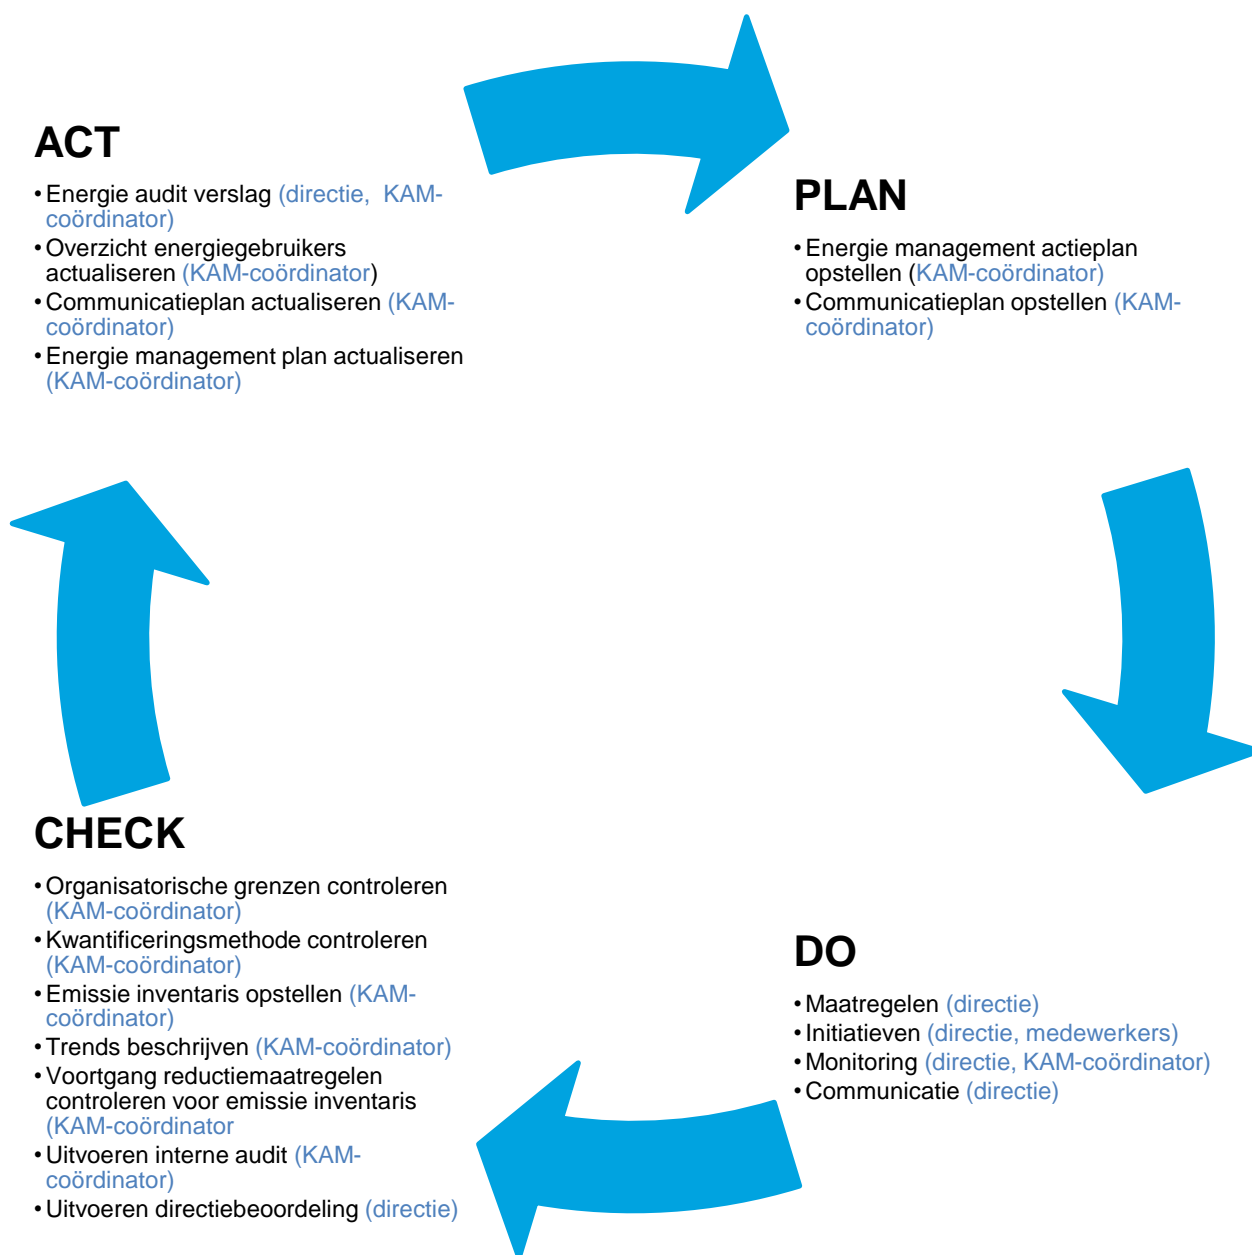 ACT
• Energie audit verslag (directie,  KAM-
coördinator)
• Overzicht energiegebruikers
actualiseren (KAM-coördinator)
• Communicatieplan actualiseren (KAM-
coördinator)
• Energie management plan actualiseren
(KAM-coördinator)
PLAN
• Energie management actieplan
opstellen (KAM-coördinator)
• Communicatieplan opstellen (KAM-
coördinator)
DO
• Maatregelen (directie)
• Initiatieven (directie, medewerkers)
• Monitoring (directie, KAM-coördinator)
• Communicatie (directie)
CHECK
• Organisatorische grenzen controleren
(KAM-coördinator)
• Kwantificeringsmethode controleren
(KAM-coördinator)
• Emissie inventaris opstellen (KAM-
coördinator)
• Trends beschrijven (KAM-coördinator)
• Voortgang reductiemaatregelen
controleren voor emissie inventaris
(KAM-coördinator
• Uitvoeren interne audit (KAM-
coördinator)
• Uitvoeren directiebeoordeling (directie)